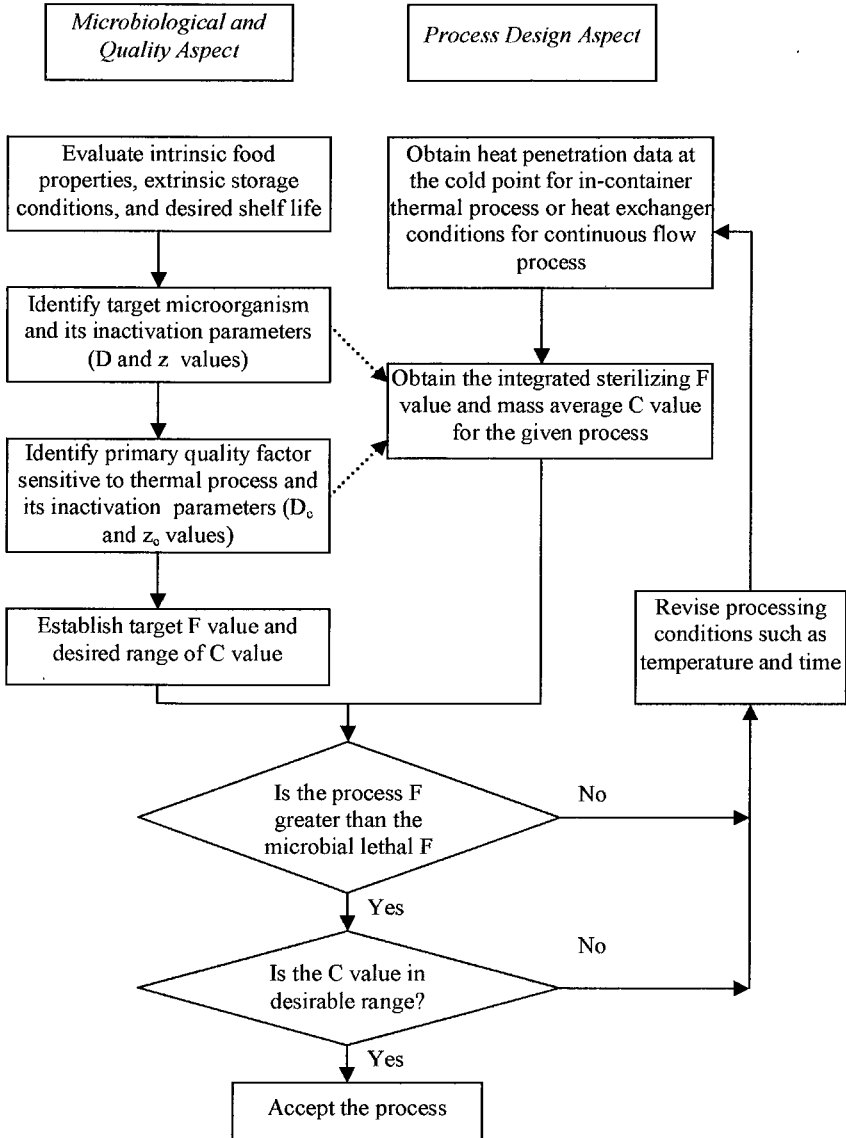 Microbiological and
Quality Aspect
Process Design Aspect
Evaluate intrinsic food
properties, extrinsic storage
conditions, and desired shelf life
Obtain heat penetration data at
the cold point for in-container
thermal process or heat exchanger
conditions for continuous flow
process
Identify target microorganism
and its inactivation parameters
(D and z values)
Obtain the integrated sterilizing F
value and mass average C value
for the given process
Identify primary quality factor
sensitive to thermal process and
its inactivation parameters (Dc
and zc values)
Establish target F value and
desired range of C value
Revise processing
conditions such as
temperature and time
Is the process F
greater than the
microbial lethal F
No
Yes
Is the C value in
desirable range?
No
Yes
Accept the process